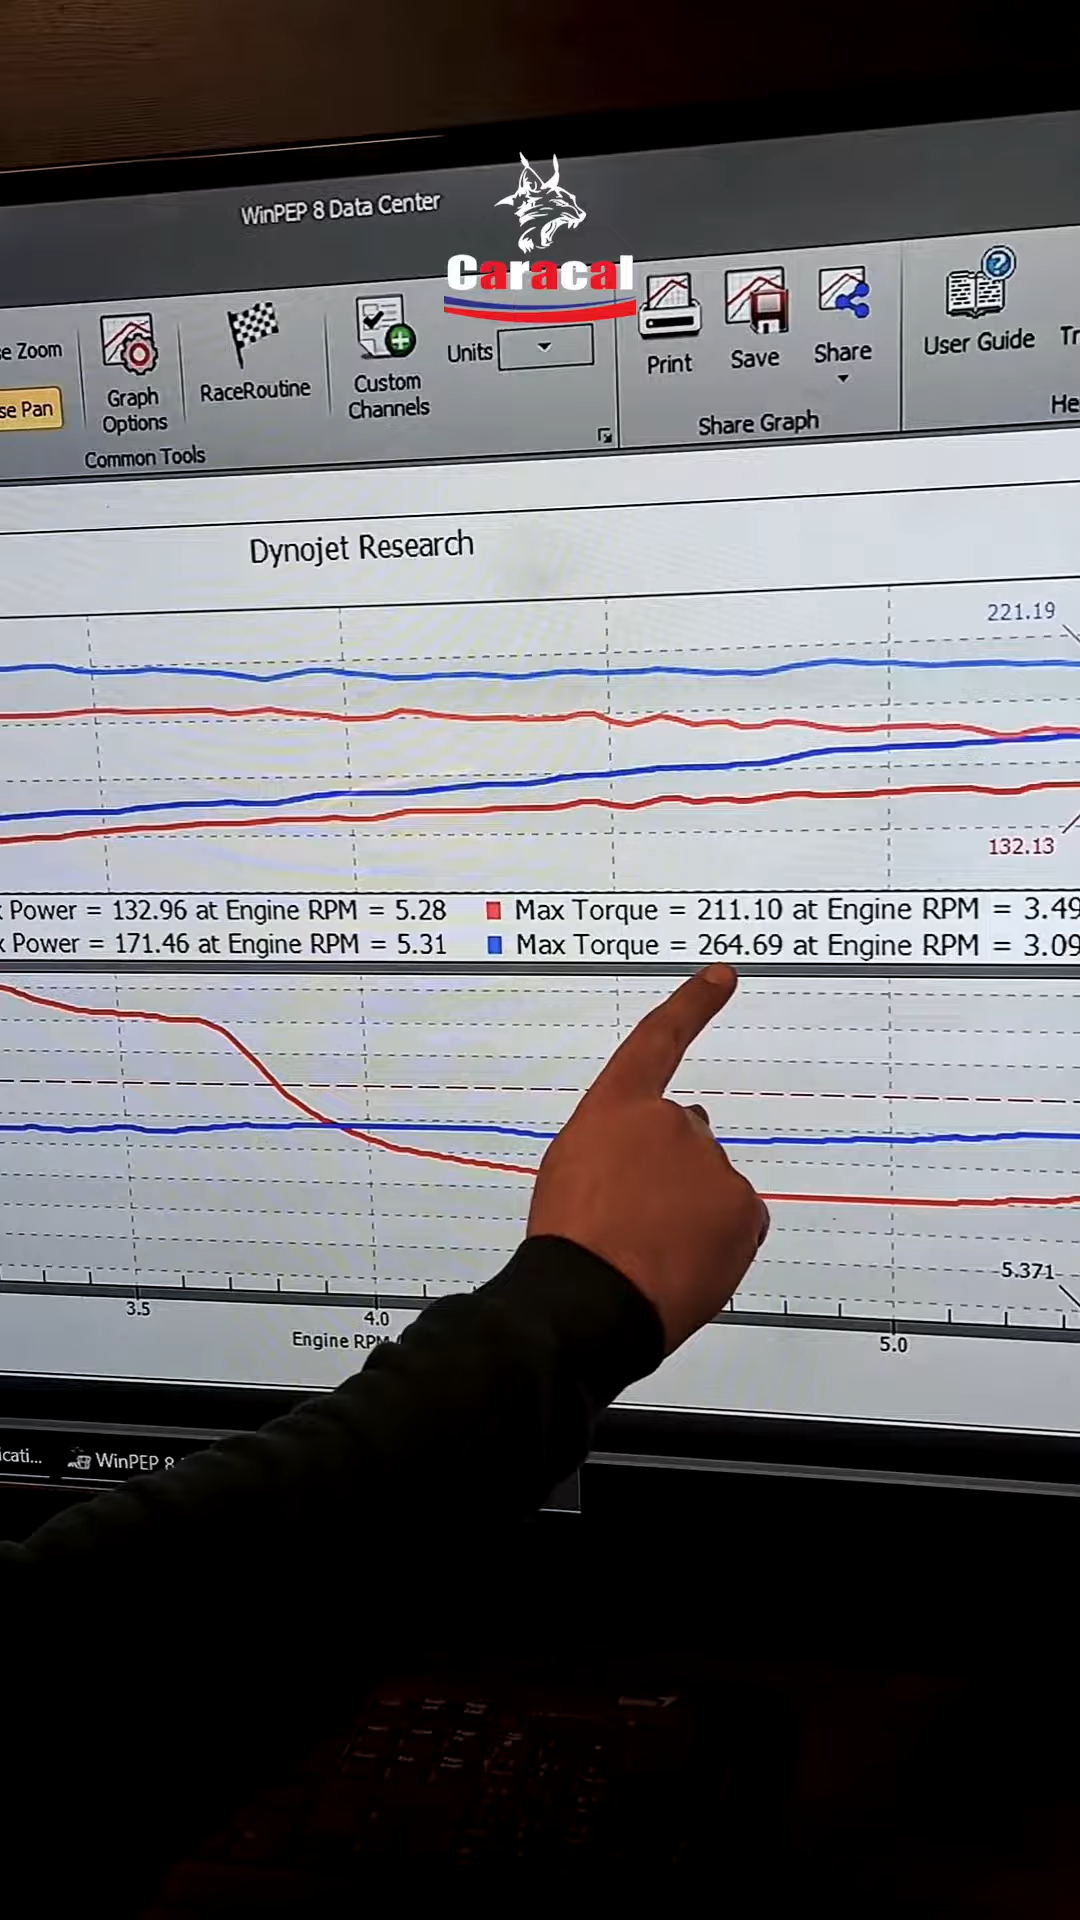 WinPEP 8 Data Center
Caracal
se Zoom
se Pan
Graph
Options
RaceRoutine
Custom
Channels
Units
Common Tools
Print
Save
Share
Share Graph
User Guide
Dynojet Research
221.19
132.13
Power = 132.96 at Engine RPM = 5.28
Max Torque = 211.10 at Engine RPM = 3.49
Power = 171.46 at Engine RPM = 5.31
Max Torque = 264.69 at Engine RPM = 3.09
5.371
3.5
4.0
5.0
Engine RPM
WinPEP 8